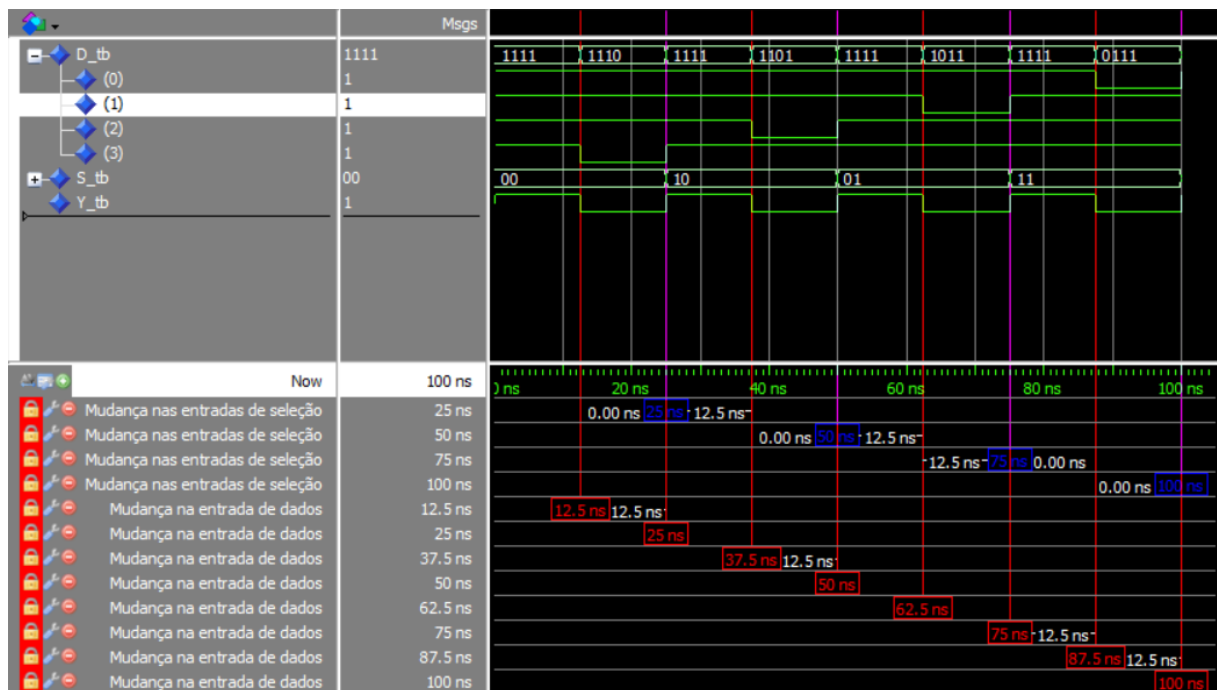 Msgs
D_tb 1111 1111 1110 1111 1101 1111 1011 1111 0111
(0) 1
(1) 1
(2) 1
(3) 1
S_tb 00 00 10 01 11
Y_tb 1
Now 100 ns 0 ns 20 ns 40 ns 60 ns 80 ns 100 ns
Mudança nas entradas de seleção 25 ns 0.00 ns 25 ns 12.5 ns
Mudança nas entradas de seleção 50 ns 0.00 ns 50 ns 12.5 ns
Mudança nas entradas de seleção 75 ns 12.5 ns 75 ns 0.00 ns
Mudança nas entradas de seleção 100 ns 0.00 ns 100 ns
Mudança na entrada de dados 12.5 ns 12.5 ns 12.5 ns
Mudança na entrada de dados 25 ns 25 ns
Mudança na entrada de dados 37.5 ns 37.5 ns 12.5 ns
Mudança na entrada de dados 50 ns 50 ns
Mudança na entrada de dados 62.5 ns 62.5 ns
Mudança na entrada de dados 75 ns 75 ns 12.5 ns
Mudança na entrada de dados 87.5 ns 87.5 ns 12.5 ns
Mudança na entrada de dados 100 ns 100 ns